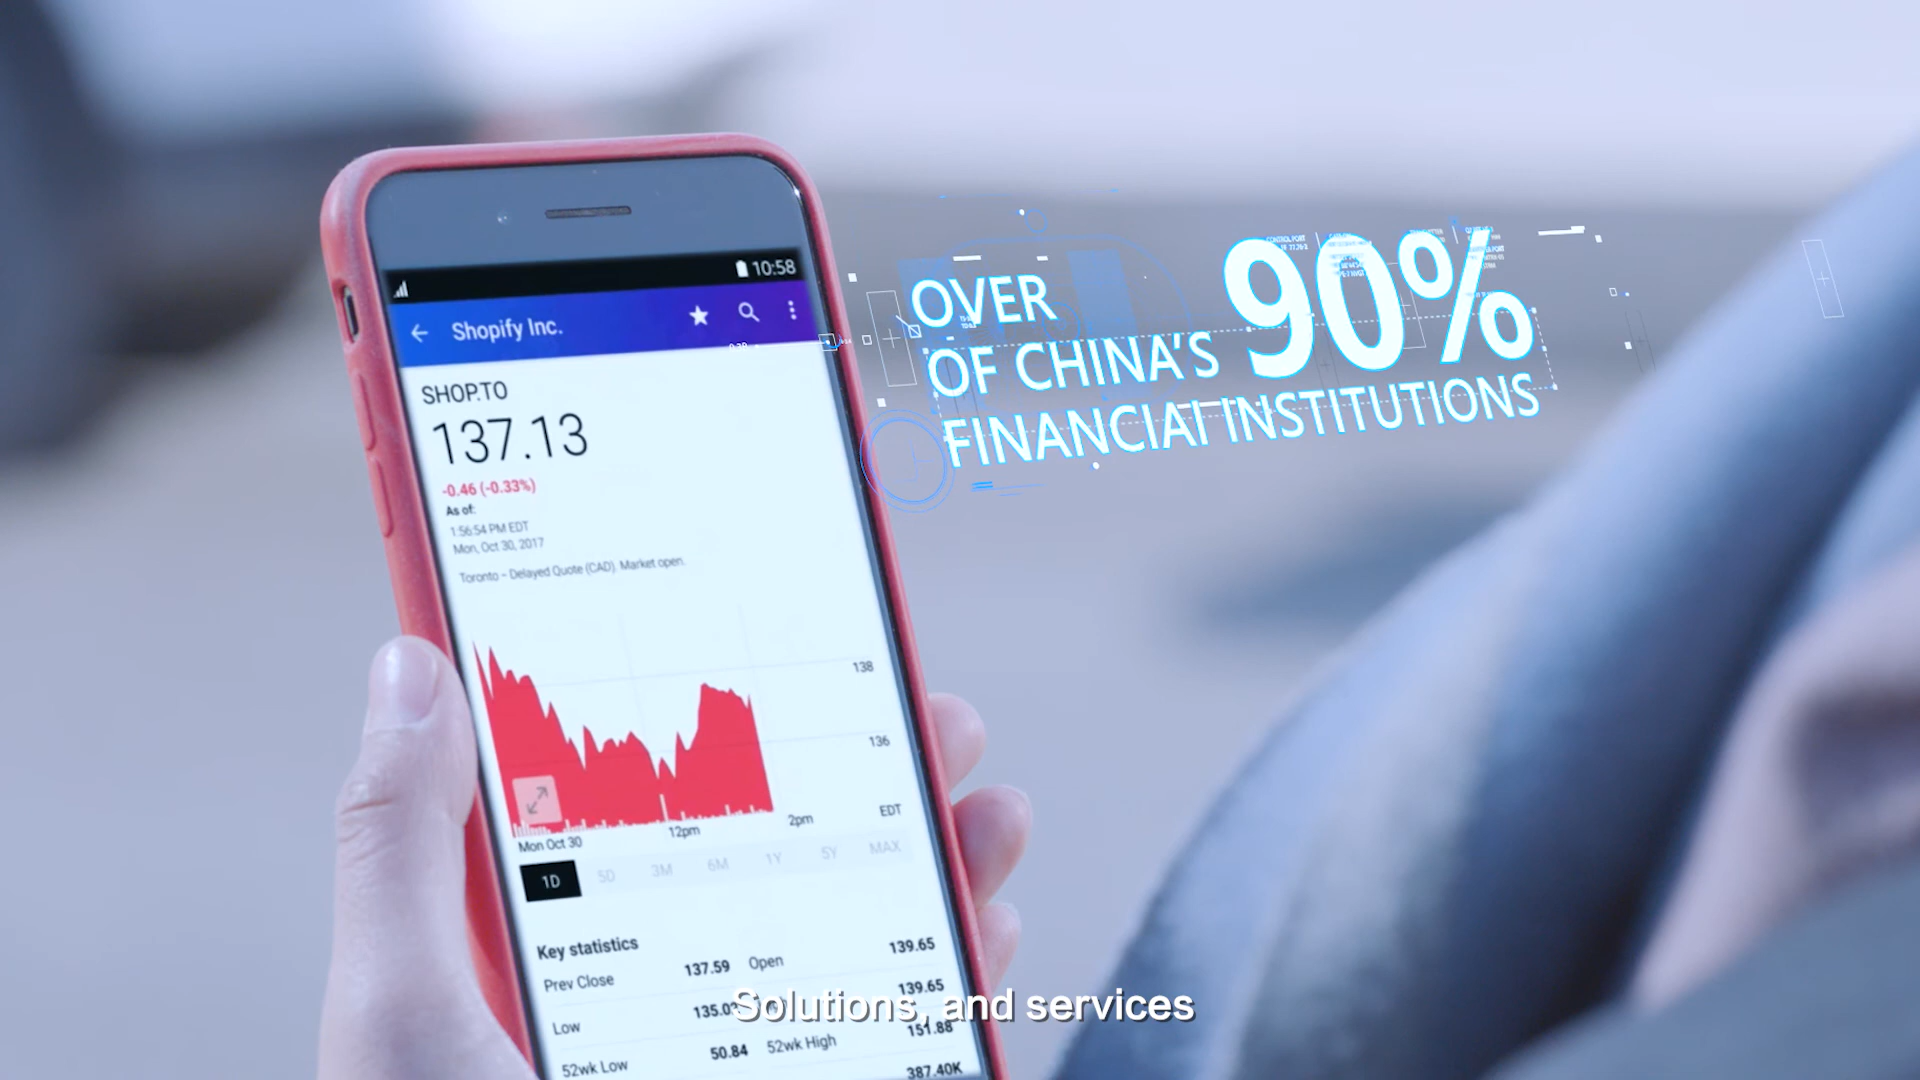 10:58
Shopify Inc.
SHOP.TO
137.13
-0.46 (-0.33%)
As of:
1:56:54 PM EDT
Mon, Oct 30, 2017
Toronto - Delayed Quote (CAD). Market open.
138
136
EDT
Mon Oct 30 12pm 2pm
1D 5D 3M 6M 1Y 5Y MAX
Key statistics
Prev Close 137.59 Open 139.65
Low 135.03 139.65
52wk Low 50.84 52wk High 151.88
387.40K
OVER 90%
OF CHINA'S
FINANCIAL INSTITUTIONS
Solutions, and services